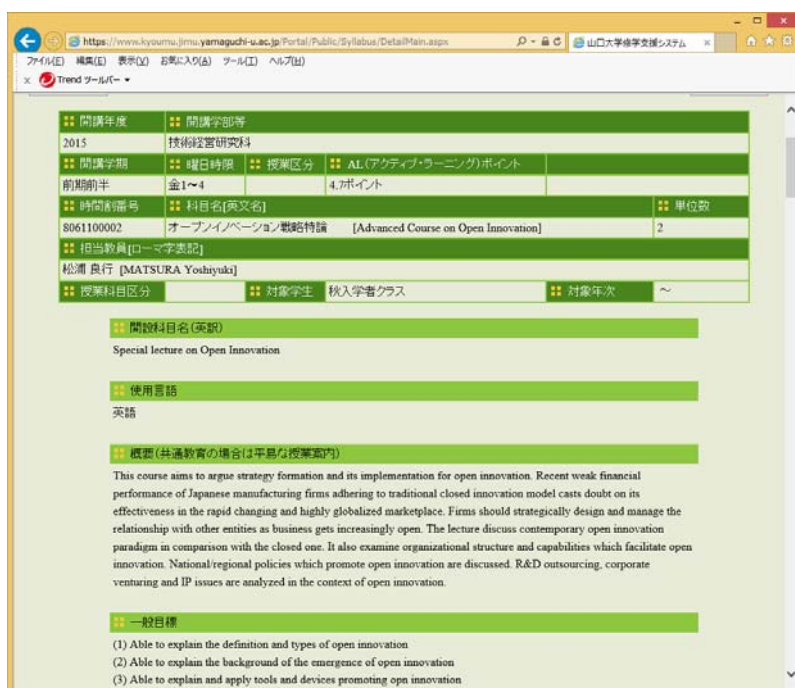 https://www.kyoumu.jimu.yamaguchi-u.ac.jp/Portal/Public/Syllabus/DetailMain.aspx
山口大学修学支援システム
ファイル(F) 編集(E) 表示(V) お気に入り(A) ツール(T) ヘルプ(H)
x Trend ツールバー
開講年度 開講学部等
2015 技術経営研究科
開講学期 曜日時限 授業区分 AL(アクティブ・ラーニング)ポイント
前期前半 金1~4 4.7ポイント
時間割番号 科目名[英文名] 単位数
8061100002 オープンイノベーション戦略特論 [Advanced Course on Open Innovation] 2
担当教員[ローマ字表記]
松浦 良行 [MATSURA Yoshiyuki]
授業科目区分 対象学生 秋入学者クラス 対象年次 ～
開設科目名(英訳)
Special lecture on Open Innovation
使用言語
英語
概要(共通教育の場合は平易な授業案内)
This course aims to argue strategy formation and its implementation for open innovation. Recent weak financial
performance of Japanese manufacturing firms adhering to traditional closed innovation model casts doubt on its
effectiveness in the rapid changing and highly globalized marketplace. Firms should strategically design and manage the
relationship with other entities as business gets increasingly open. The lecture discuss contemporary open innovation
paradigm in comparison with the closed one. It also examine organizational structure and capabilities which facilitate open
innovation. National/regional policies which promote open innovation are discussed. R&D outsourcing, corporate
venturing and IP issues are analyzed in the context of open innovation.
一般目標
(1) Able to explain the definition and types of open innovation
(2) Able to explain the background of the emergence of open innovation
(3) Able to explain and apply tools and devices promoting opn innovation